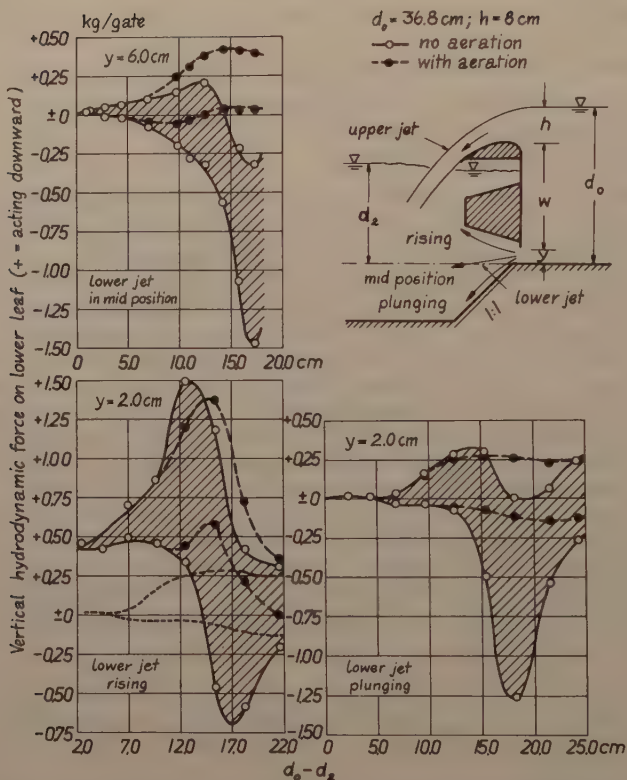 kg/gate
+0.50
+0.25
±0
-0.25
-0.50
-0.75
-1.00
-1.25
-1.50
y = 6.0 cm
lower jet
in mid position
0 5.0 10.0 15.0 20.0 cm
d₀ = 36.8 cm; h = 8 cm
no aeration
with aeration
upper jet
h
w
d₀
d₂
y
rising
mid position
plunging
lower jet
1:1
Vertical hydrodynamic force on lower leaf (+ = acting downward)
+1.50
+1.25
+1.00
+0.75
+0.50
+0.25
±0
-0.25
-0.50
-0.75
y = 2.0 cm
lower jet
rising
2.0 7.0 12.0 17.0 22.0
d₀ - d₂
+0.50
+0.25
±0
-0.25
-0.50
-0.75
-1.00
-1.25
-1.50
y = 2.0 cm
Lower jet
plunging
0 5.0 10.0 15.0 20.0 25.0 cm